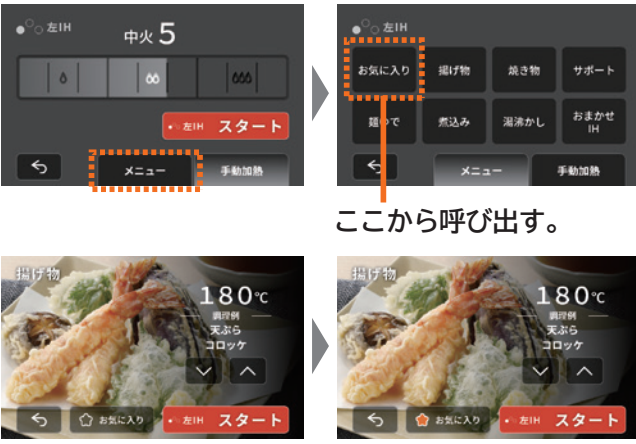 左IH
中火 5
左IH スタート
メニュー
手動加熱
左IH
お気に入り
揚げ物
焼き物
サポート
麺ゆで
煮込み
湯沸かし
おまかせ
IH
メニュー
手動加熱
ここから呼び出す。
揚げ物
180℃
調理例
天ぷら
コロッケ
お気に入り
左IH スタート
揚げ物
180℃
調理例
天ぷら
コロッケ
お気に入り
左IH スタート